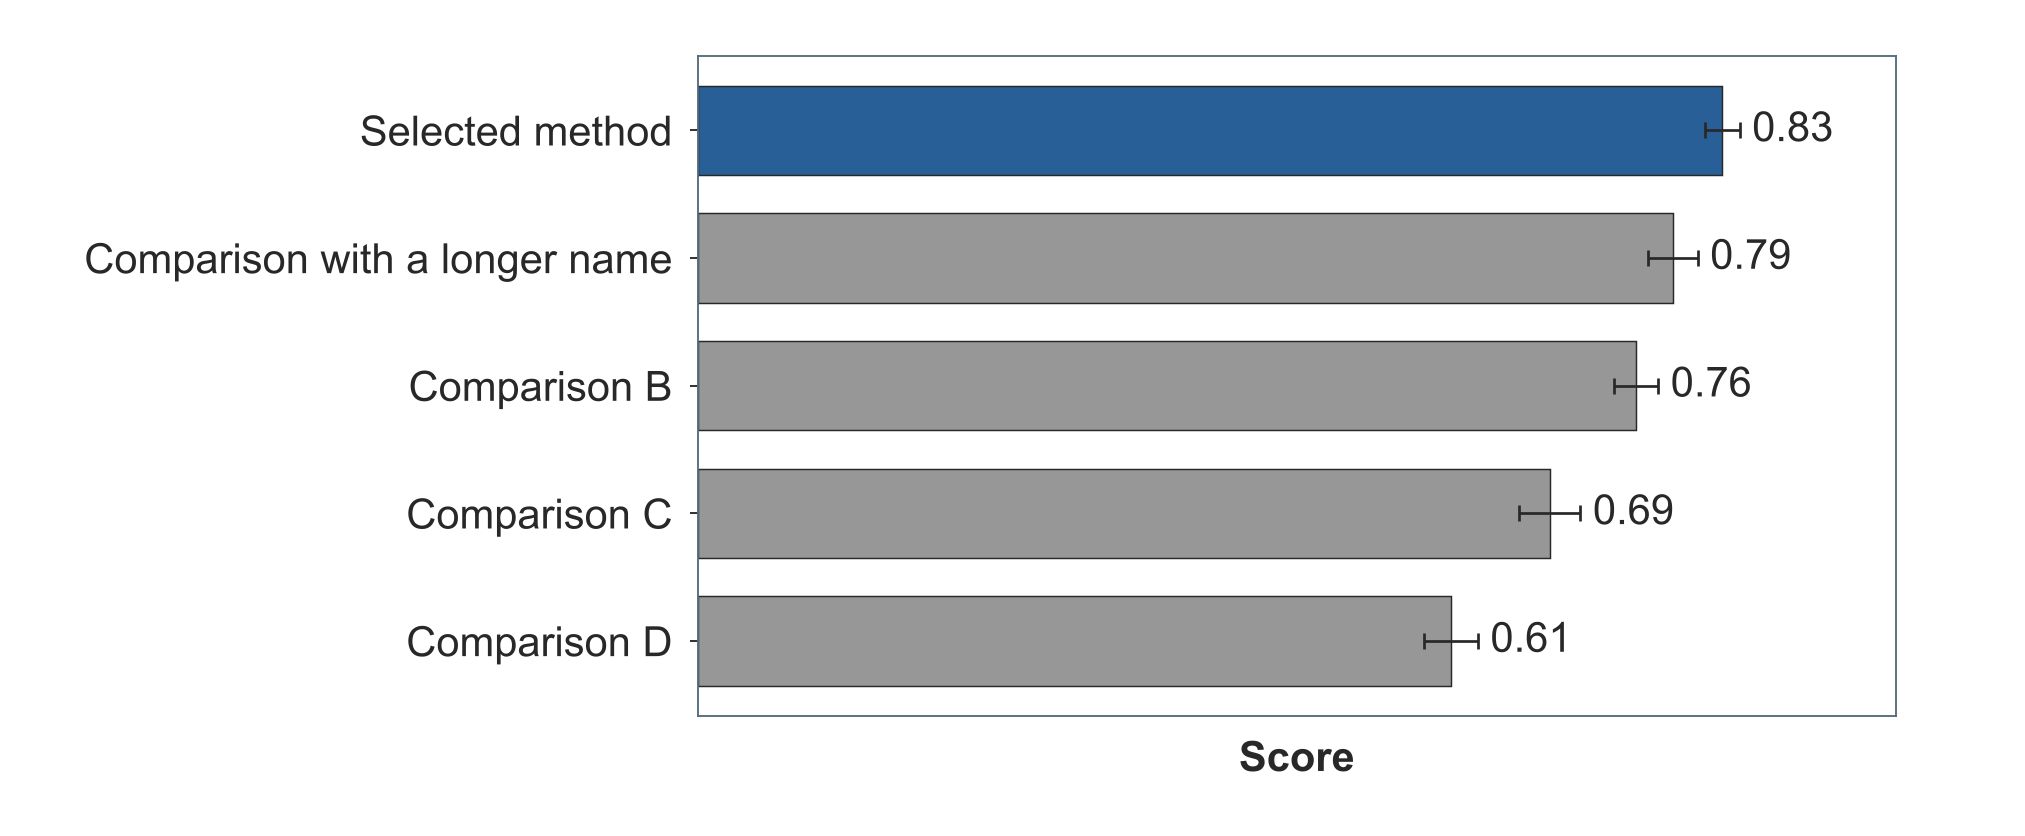 Selected method 0.83
Comparison with a longer name 0.79
Comparison B 0.76
Comparison C 0.69
Comparison D 0.61
Score